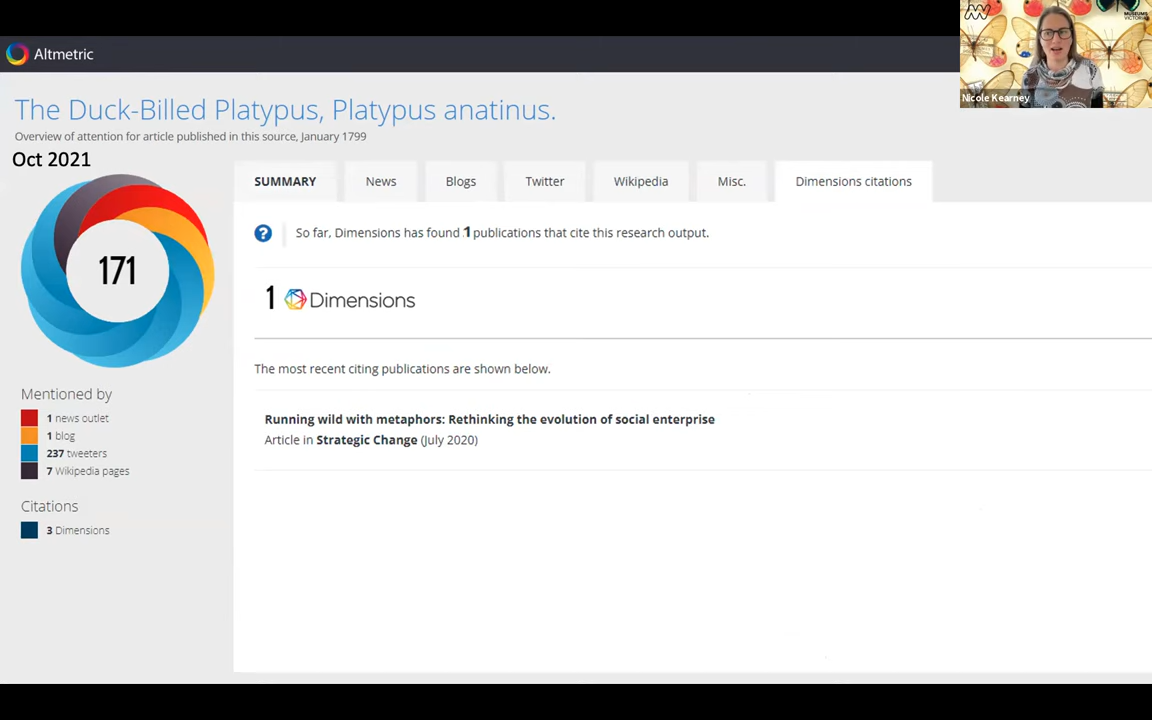 Altmetric
MUSEUMS
VICTORIA
Nicole Kearney
The Duck-Billed Platypus, Platypus anatinus.
Overview of attention for article published in this source, January 1799
Oct 2021
171
SUMMARY
News
Blogs
Twitter
Wikipedia
Misc.
Dimensions citations
So far, Dimensions has found 1 publications that cite this research output.
1 Dimensions
The most recent citing publications are shown below.
Running wild with metaphors: Rethinking the evolution of social enterprise
Article in Strategic Change (July 2020)
Mentioned by
1 news outlet
1 blog
237 tweeters
7 Wikipedia pages
Citations
3 Dimensions